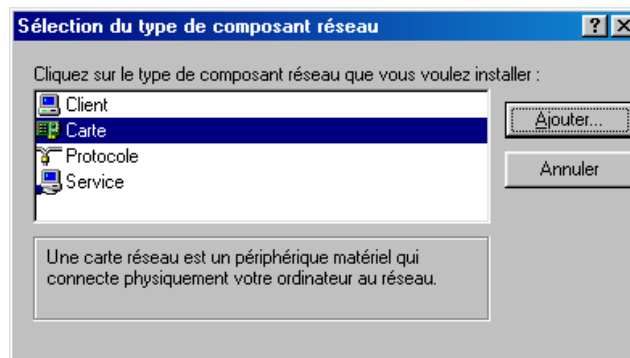 Sélection du type de composant réseau
Cliquez sur le type de composant réseau que vous voulez installer :
Client
Carte
Protocole
Service
Ajouter...
Annuler
Une carte réseau est un périphérique matériel qui
connecte physiquement votre ordinateur au réseau.